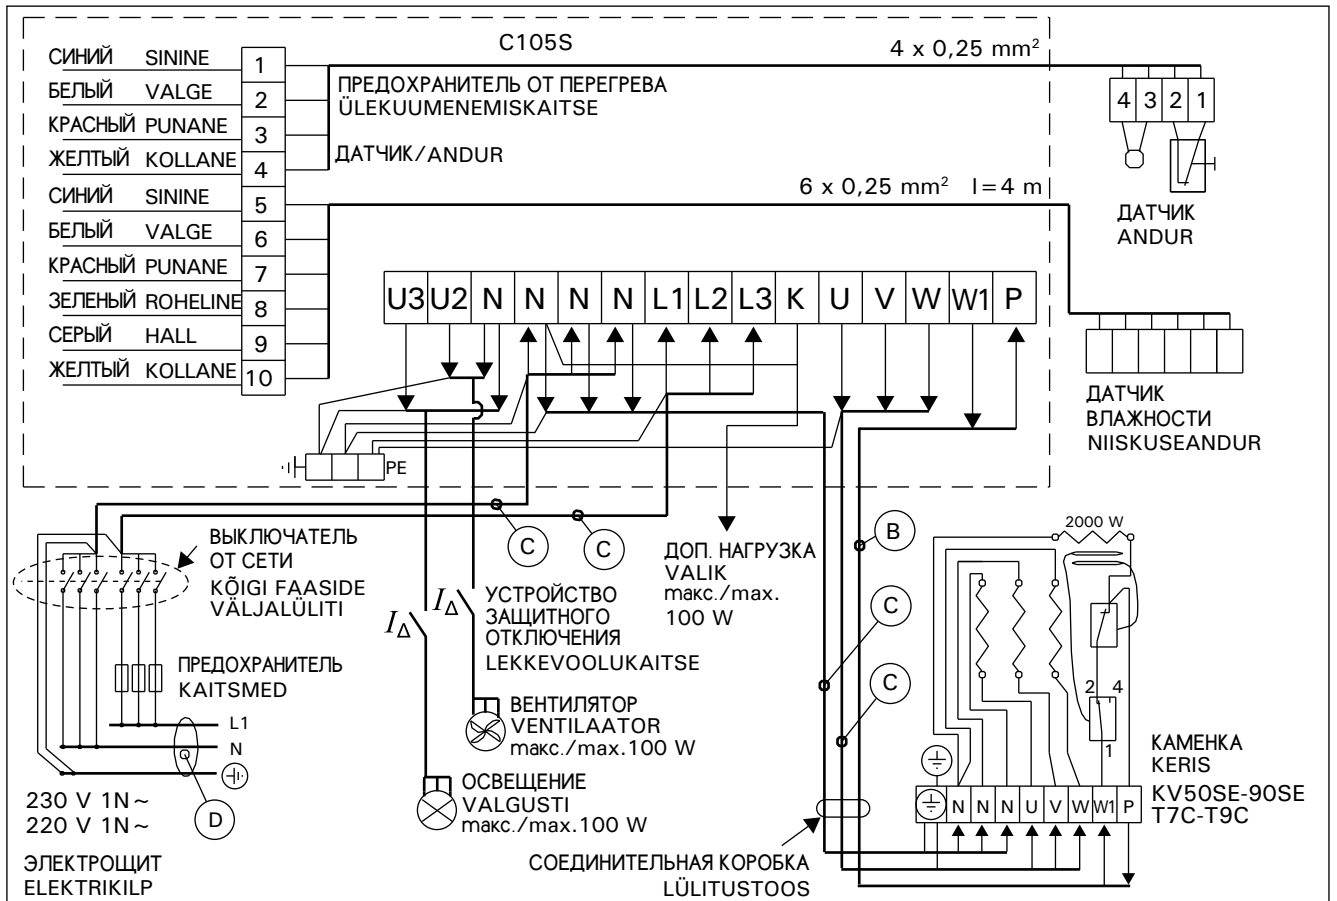 C105S
4 x 0,25 mm²
СИНИЙ SININE 1
БЕЛЫЙ VALGE 2
КРАСНЫЙ PUNANE 3
ЖЕЛТЫЙ KOLLANE 4
СИНИЙ SININE 5
БЕЛЫЙ VALGE 6
КРАСНЫЙ PUNANE 7
ЗЕЛЕНЫЙ ROHELINE 8
СЕРЫЙ HALL 9
ЖЕЛТЫЙ KOLLANE 10
ПРЕДОХРАНИТЕЛЬ ОТ ПЕРЕГРЕВА
ÜLEKUUMENEMISKAITSE
ДАТЧИК/ANDUR
4 3 2 1
ДАТЧИК
ANDUR
6 x 0,25 mm² l=4 m
U3 U2 N N N N L1 L2 L3 K U V W W1 P
ДАТЧИК
ВЛАЖНОСТИ
NIISKUSEANDUR
PE
ВЫКЛЮЧАТЕЛЬ
ОТ СЕТИ
KÕIGI FAASIDE
VÄLJALÜLITI
C
C
B
C
C
ДОП. НАГРУЗКА
VALIK
макс./max.
100 W
2000 W
IΔ
IΔ
УСТРОЙСТВО
ЗАЩИТНОГО
ОТКЛЮЧЕНИЯ
LEKKEVOOLUKAITSE
ПРЕДОХРАНИТЕЛЬ
KAITSMED
L1
N
D
230 V 1N~
220 V 1N~
ЭЛЕКТРОЩИТ
ELEKTRIKILP
ВЕНТИЛЯТОР
VENTILAATOR
макс./max.100 W
ОСВЕЩЕНИЕ
VALGUSTI
макс./max.100 W
2 4
1
N N N U V W W1 P
КАМЕНКА
KERIS
KV50SE-90SE
T7C-T9C
СОЕДИНИТЕЛЬНАЯ КОРОБКА
LÜLITUSTOOS